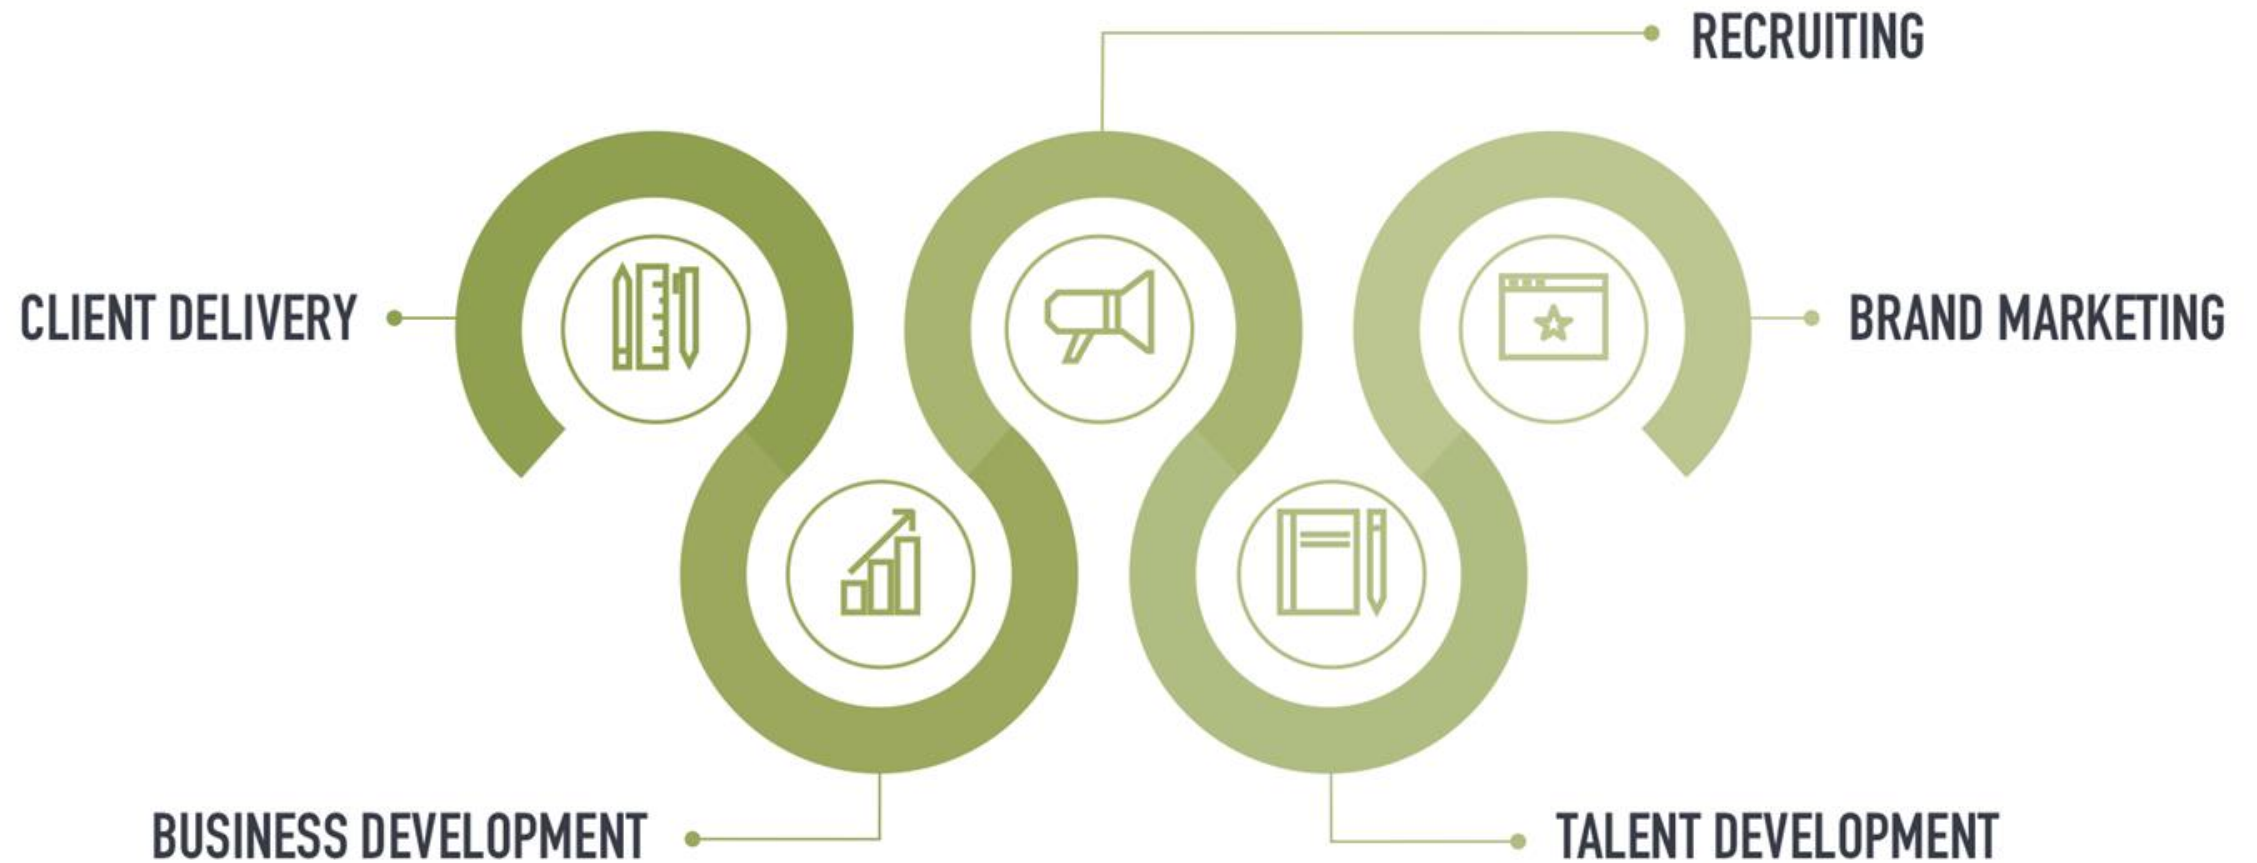 RECRUITING
CLIENT DELIVERY
BRAND MARKETING
BUSINESS DEVELOPMENT
TALENT DEVELOPMENT